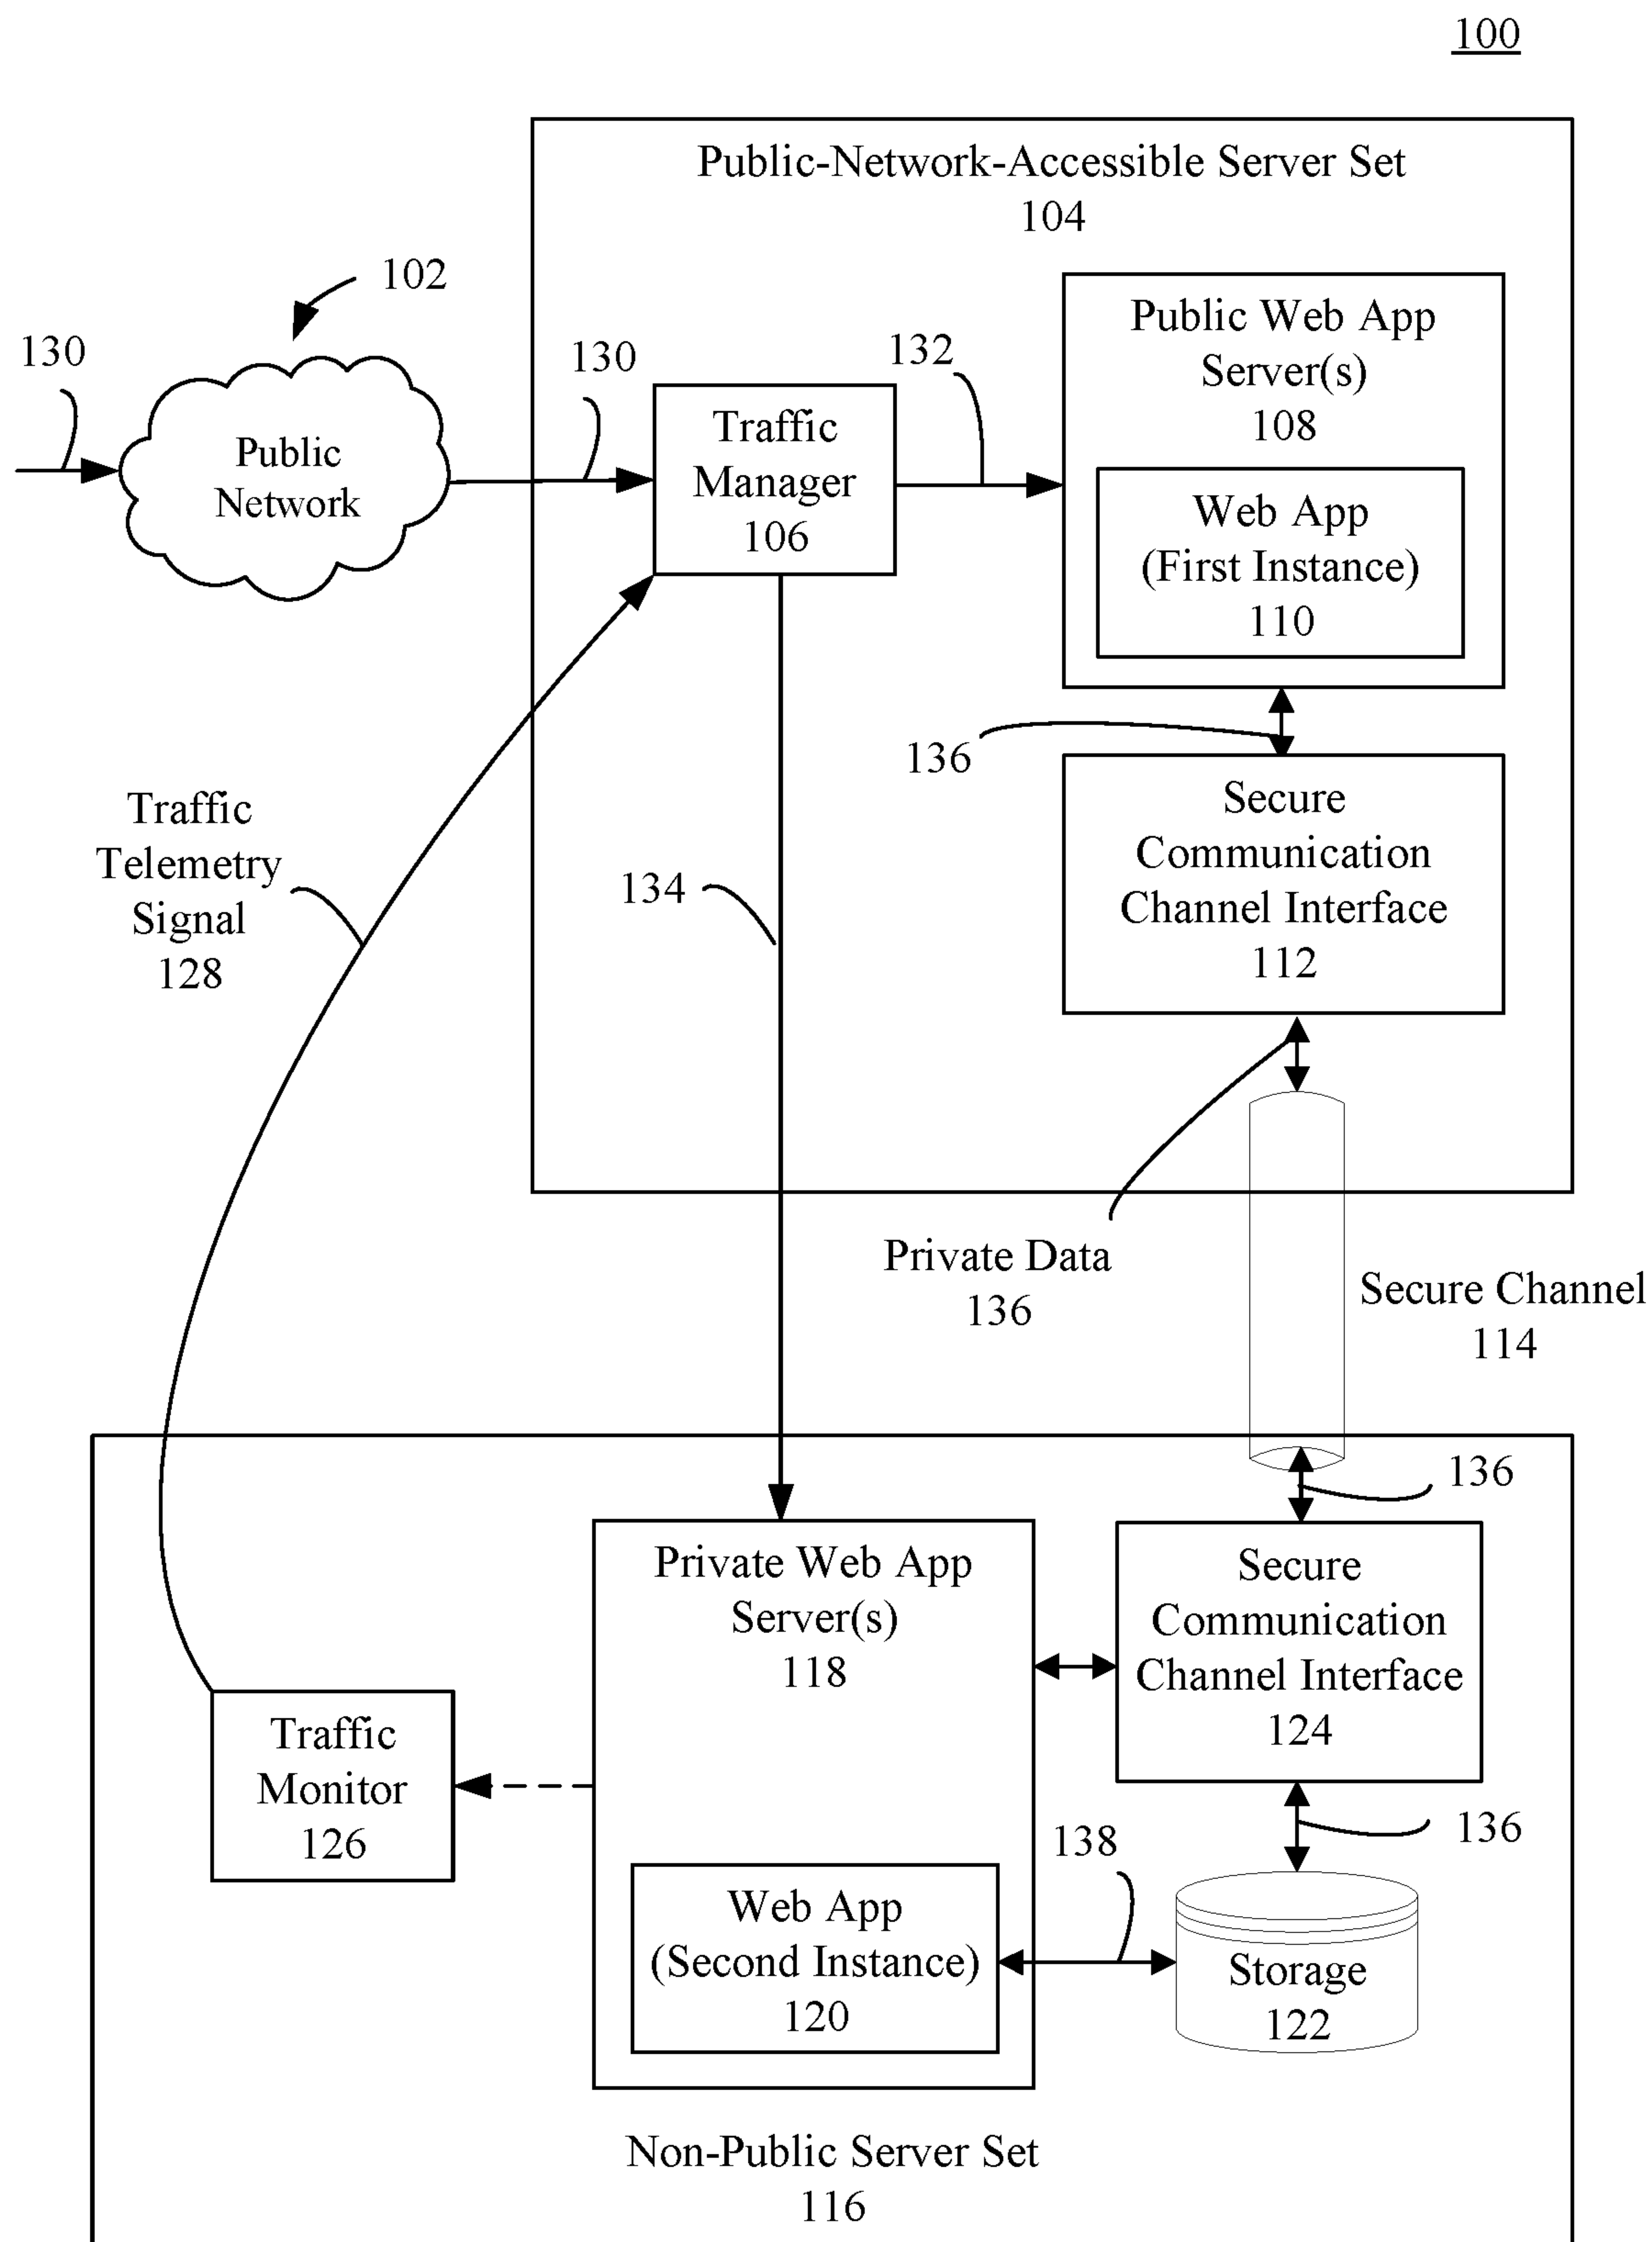 100
Public-Network-Accessible Server Set
104
102
130
Public
Network
130
Traffic
Manager
106
132
Public Web App
Server(s)
108
Web App
(First Instance)
110
136
Secure
Communication
Channel Interface
112
Traffic
Telemetry
Signal
128
134
Private Data
136
Secure Channel
114
136
Private Web App
Server(s)
118
Secure
Communication
Channel Interface
124
Traffic
Monitor
126
136
138
Web App
(Second Instance)
120
Storage
122
Non-Public Server Set
116